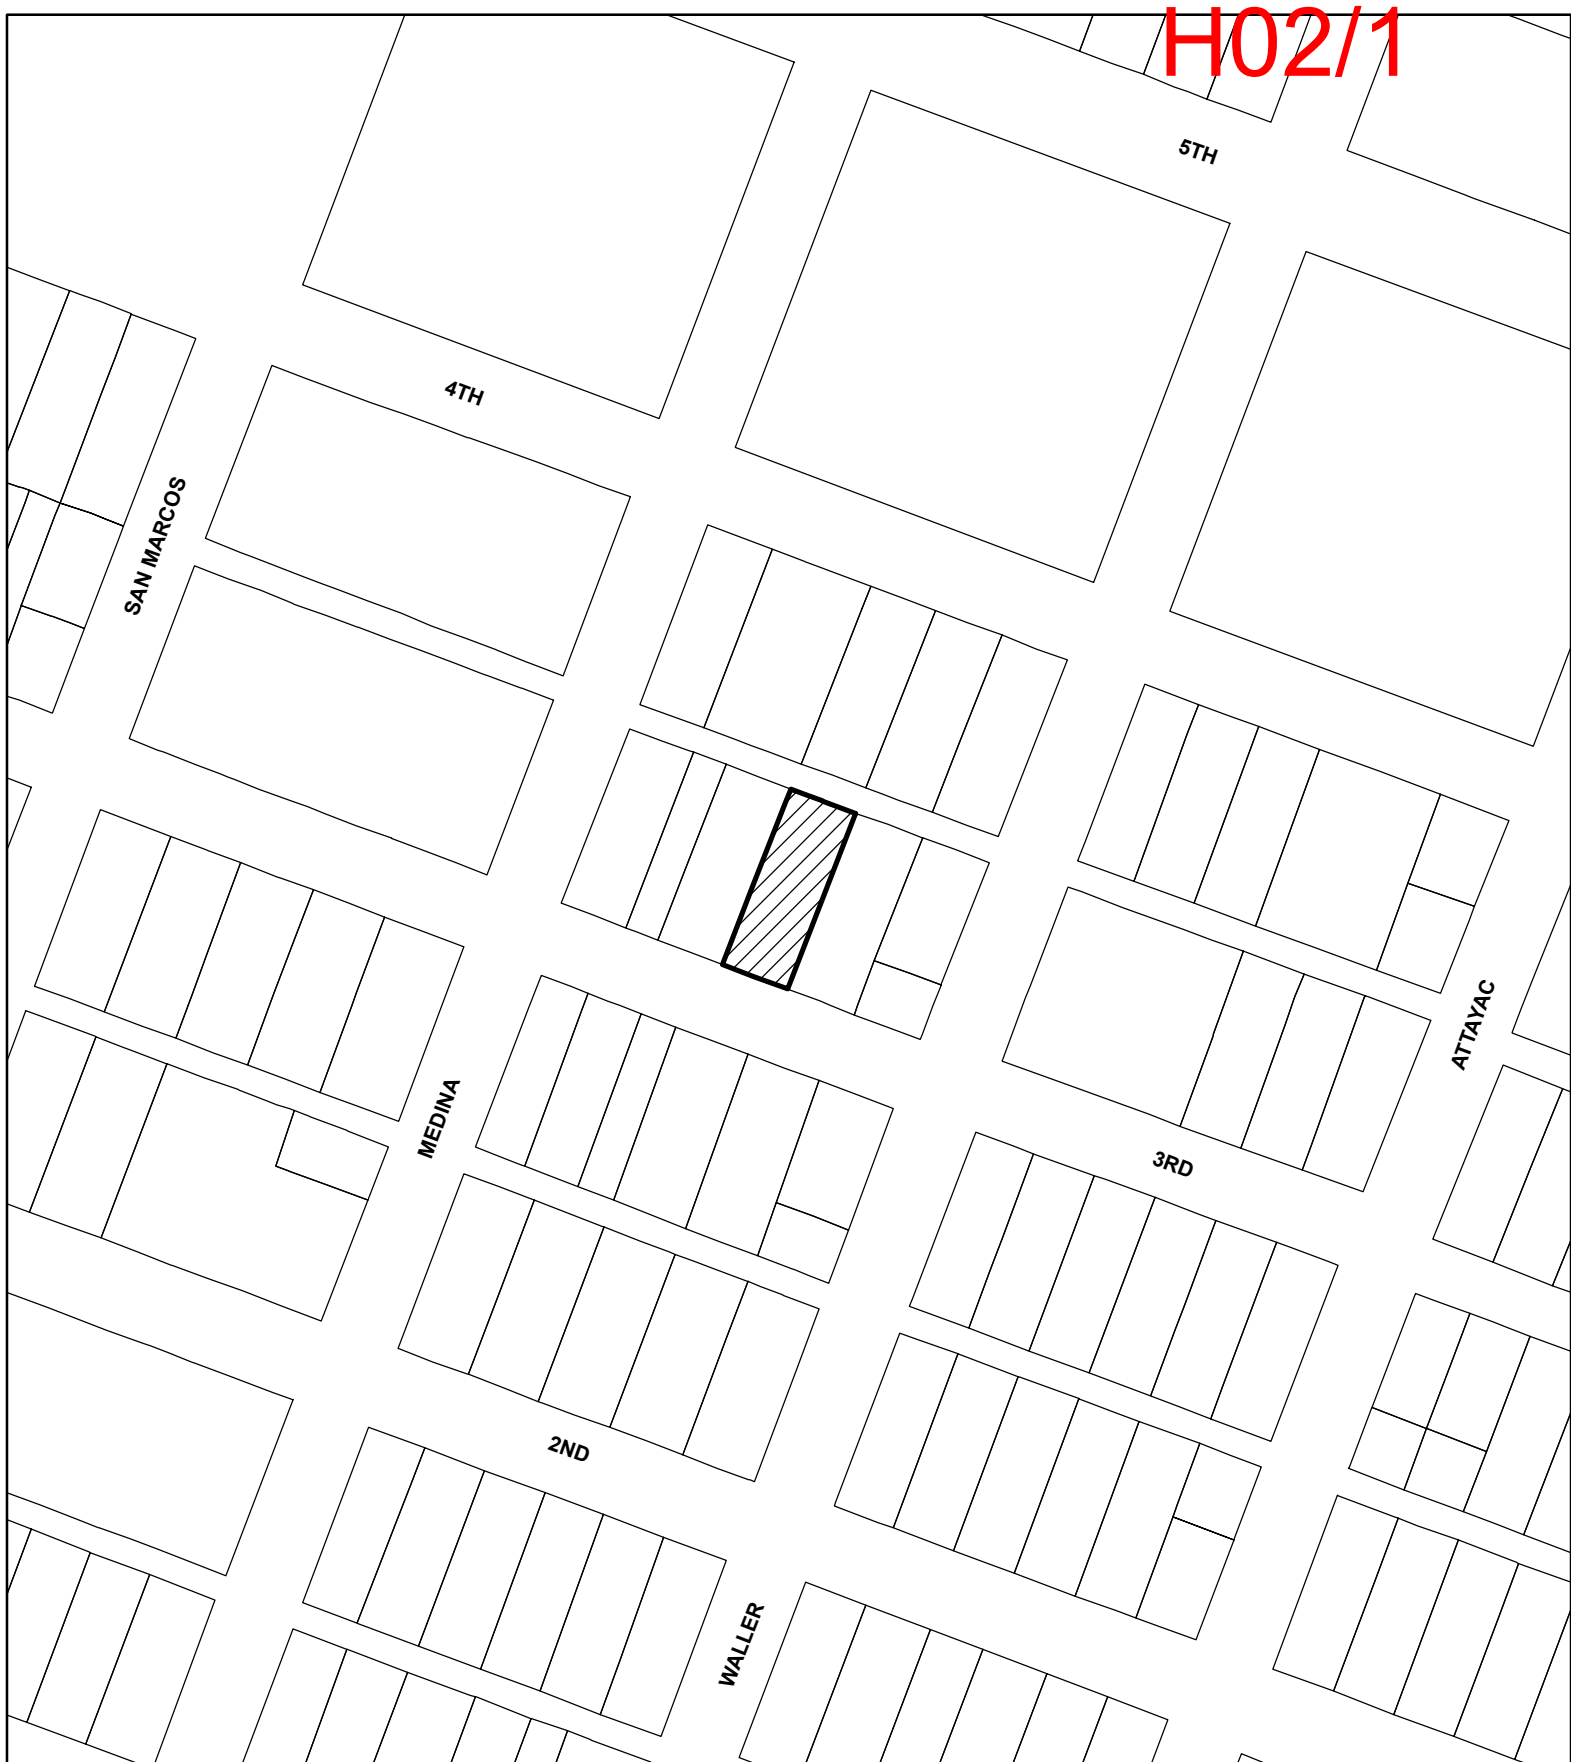 H02/1
5TH
4TH
SAN MARCOS
ATTAYAC
MEDINA
3RD
2ND
WALLER